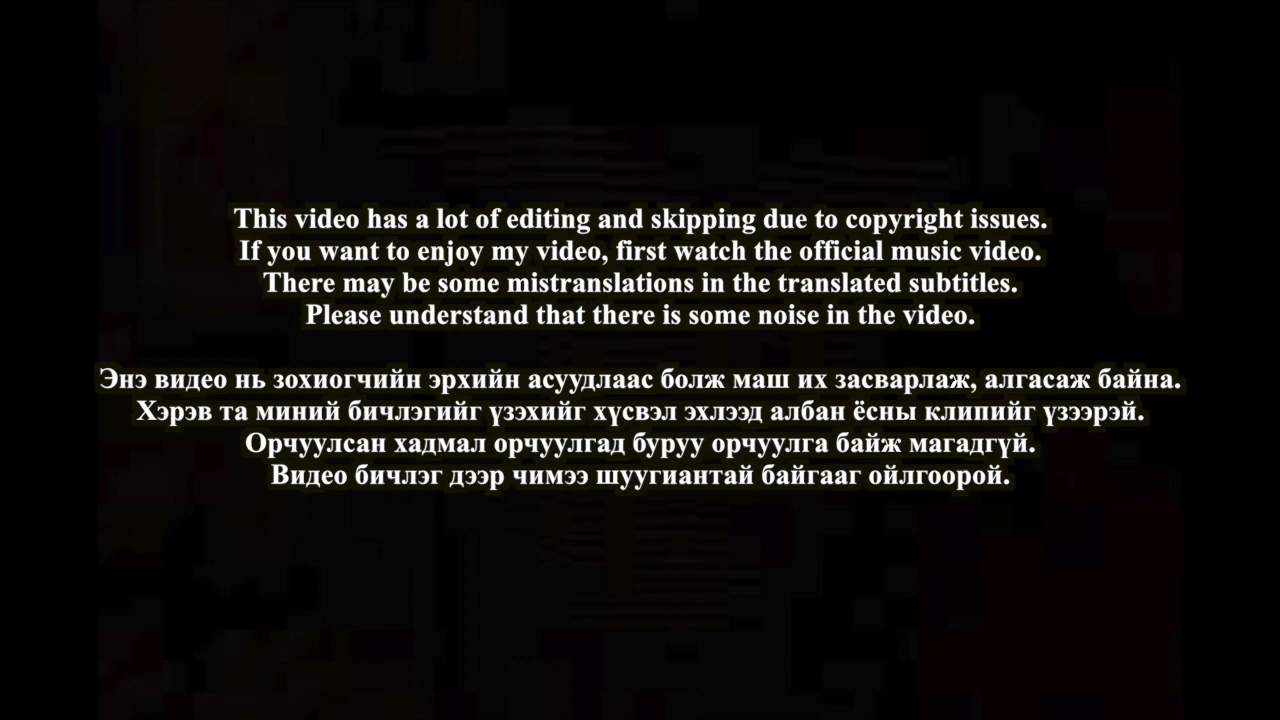 This video has a lot of editing and skipping due to copyright issues.
If you want to enjoy my video, first watch the official music video.
There may be some mistranslations in the translated subtitles.
Please understand that there is some noise in the video.
Энэ видео нь зохиогчийн эрхийн асуудлаас болж маш их засварлаж, алгасаж байна.
Хэрэв та миний бичлэгийг үзэхийг хүсвэл эхлээд албан ёсны клипийг үзээрэй.
Орчуулсан хадмал орчуулгад буруу орчуулга байж магадгүй.
Видео бичлэг дээр чимээ шуугиантай байгааг ойлгоорой.